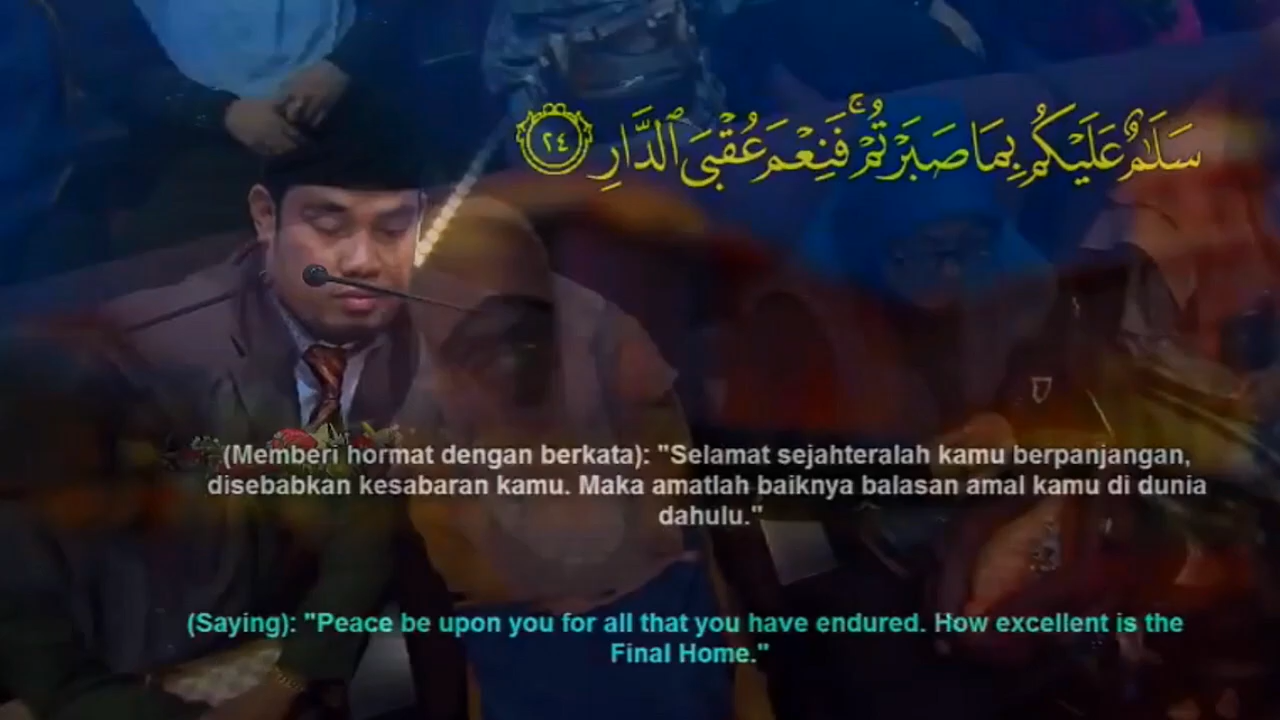 سَلَٰمٌ عَلَيْكُم بِمَا صَبَرْتُمْ ۚ فَنِعْمَ عُقْبَى ٱلدَّارِ ٢٤
(Memberi hormat dengan berkata): "Selamat sejahteralah kamu berpanjangan,
disebabkan kesabaran kamu. Maka amatlah baiknya balasan amal kamu di dunia
dahulu."
(Saying): "Peace be upon you for all that you have endured. How excellent is the
Final Home."